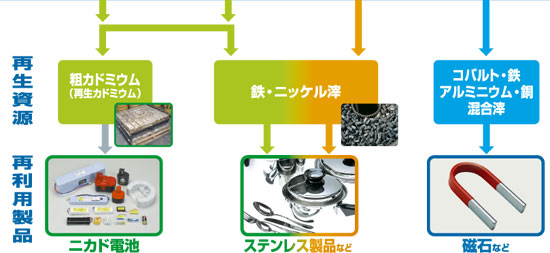 再生資源
粗カドミウム
（再生カドミウム）
鉄・ニッケル滓
コバルト・鉄
アルミニウム・銅
混合滓
再利用製品
ニカド電池
ステンレス製品など
磁石など